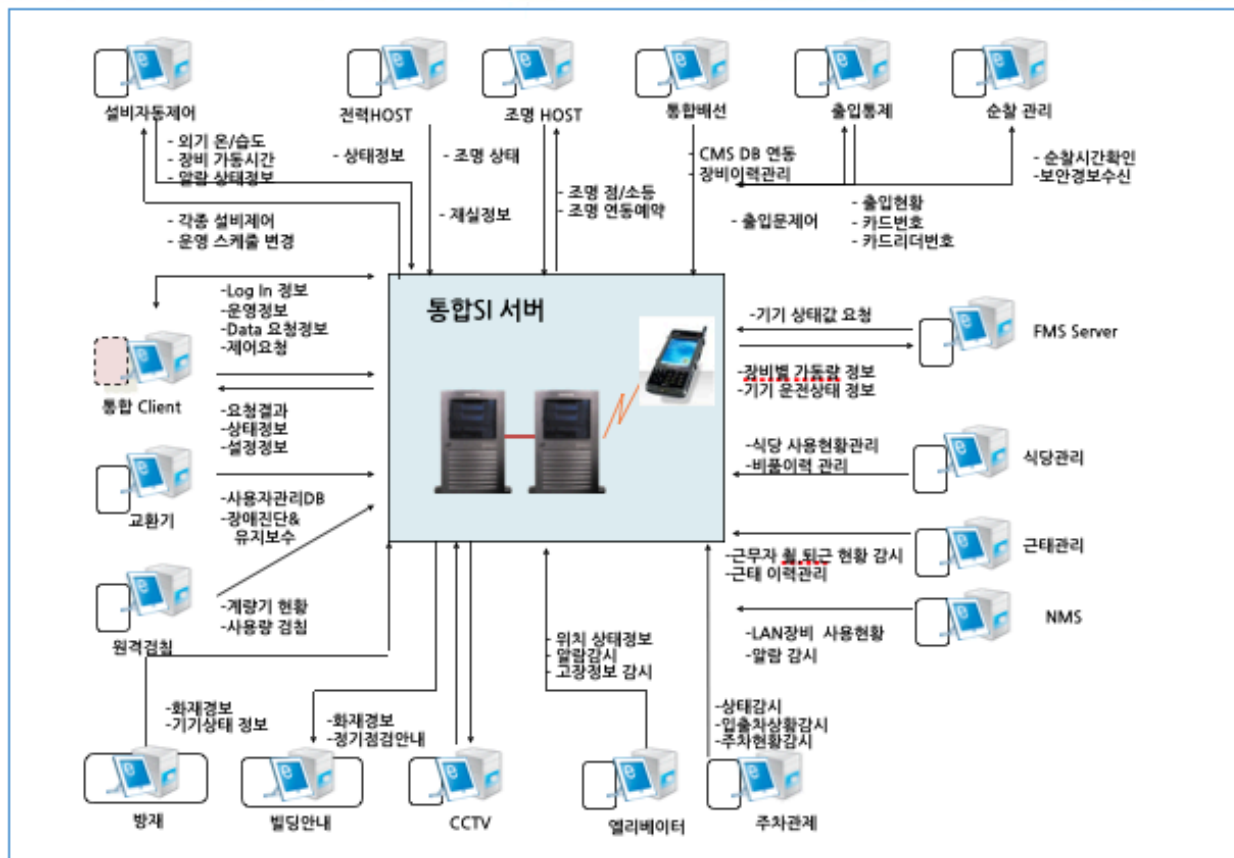 설비자동제어
전력HOST
조명 HOST
통합배선
출입통제
순찰 관리
- 외기 온/습도
- 장비 가동시간
- 알람 상태정보
- 상태정보
- 조명 상태
- CMS DB 연동
- 장비이력관리
- 순찰시간확인
-보안경보수신
- 각종 설비제어
- 운영 스케줄 변경
- 재실정보
- 조명 점/소등
- 조명 연동예약
- 출입문제어
- 출입현황
- 카드번호
- 카드리더번호
-Log In 정보
-운영정보
-Data 요청정보
-제어요청
통합SI 서버
-기기 상태값 요청
FMS Server
-장비별 가동량 정보
-기기 운전상태 정보
통합 Client
-요청결과
-상태정보
-설정정보
-식당 사용현황관리
-비품이력 관리
식당관리
교환기
-사용자관리DB
-장애진단&
유지보수
-근무자 췰 퇴근 현황 감시
-근태 이력관리
근태관리
원격검침
-계량기 현황
-사용량 검침
-LAN장비 사용현황
-알람 감시
NMS
- 위치 상태정보
-알람감시
- 고장정보 감시
-화재경보
-기기상태 정보
-화재경보
-정기점검안내
-상태감시
-입출차상황감시
-주차현황감시
방재
빌딩안내
CCTV
엘리베이터
주차관제